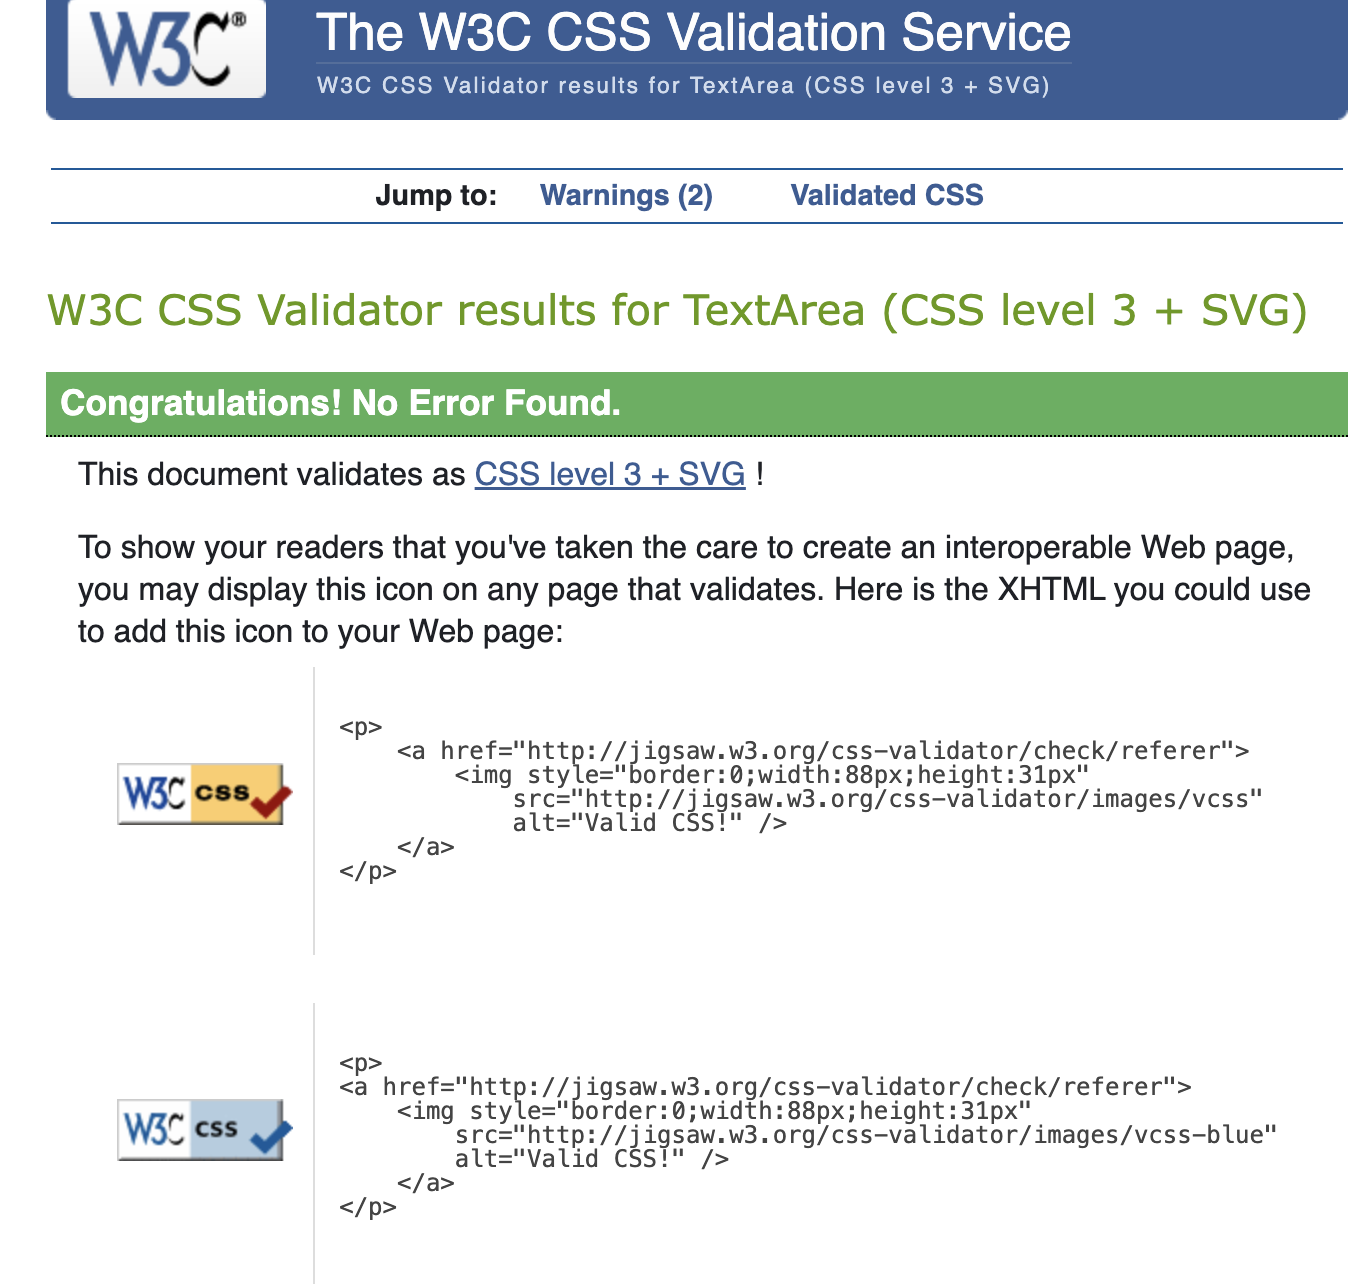 W3C®
The W3C CSS Validation Service
W3C CSS Validator results for TextArea (CSS level 3 + SVG)
Jump to: Warnings (2) Validated CSS
W3C CSS Validator results for TextArea (CSS level 3 + SVG)
Congratulations! No Error Found.
This document validates as CSS level 3 + SVG !
To show your readers that you've taken the care to create an interoperable Web page,
you may display this icon on any page that validates. Here is the XHTML you could use
to add this icon to your Web page:
W3C css
<p>
    <a href="http://jigsaw.w3.org/css-validator/check/referer">
        <img style="border:0;width:88px;height:31px"
            src="http://jigsaw.w3.org/css-validator/images/vcss"
            alt="Valid CSS!" />
    </a>
</p>
W3C css
<p>
<a href="http://jigsaw.w3.org/css-validator/check/referer">
    <img style="border:0;width:88px;height:31px"
        src="http://jigsaw.w3.org/css-validator/images/vcss-blue"
        alt="Valid CSS!" />
    </a>
</p>